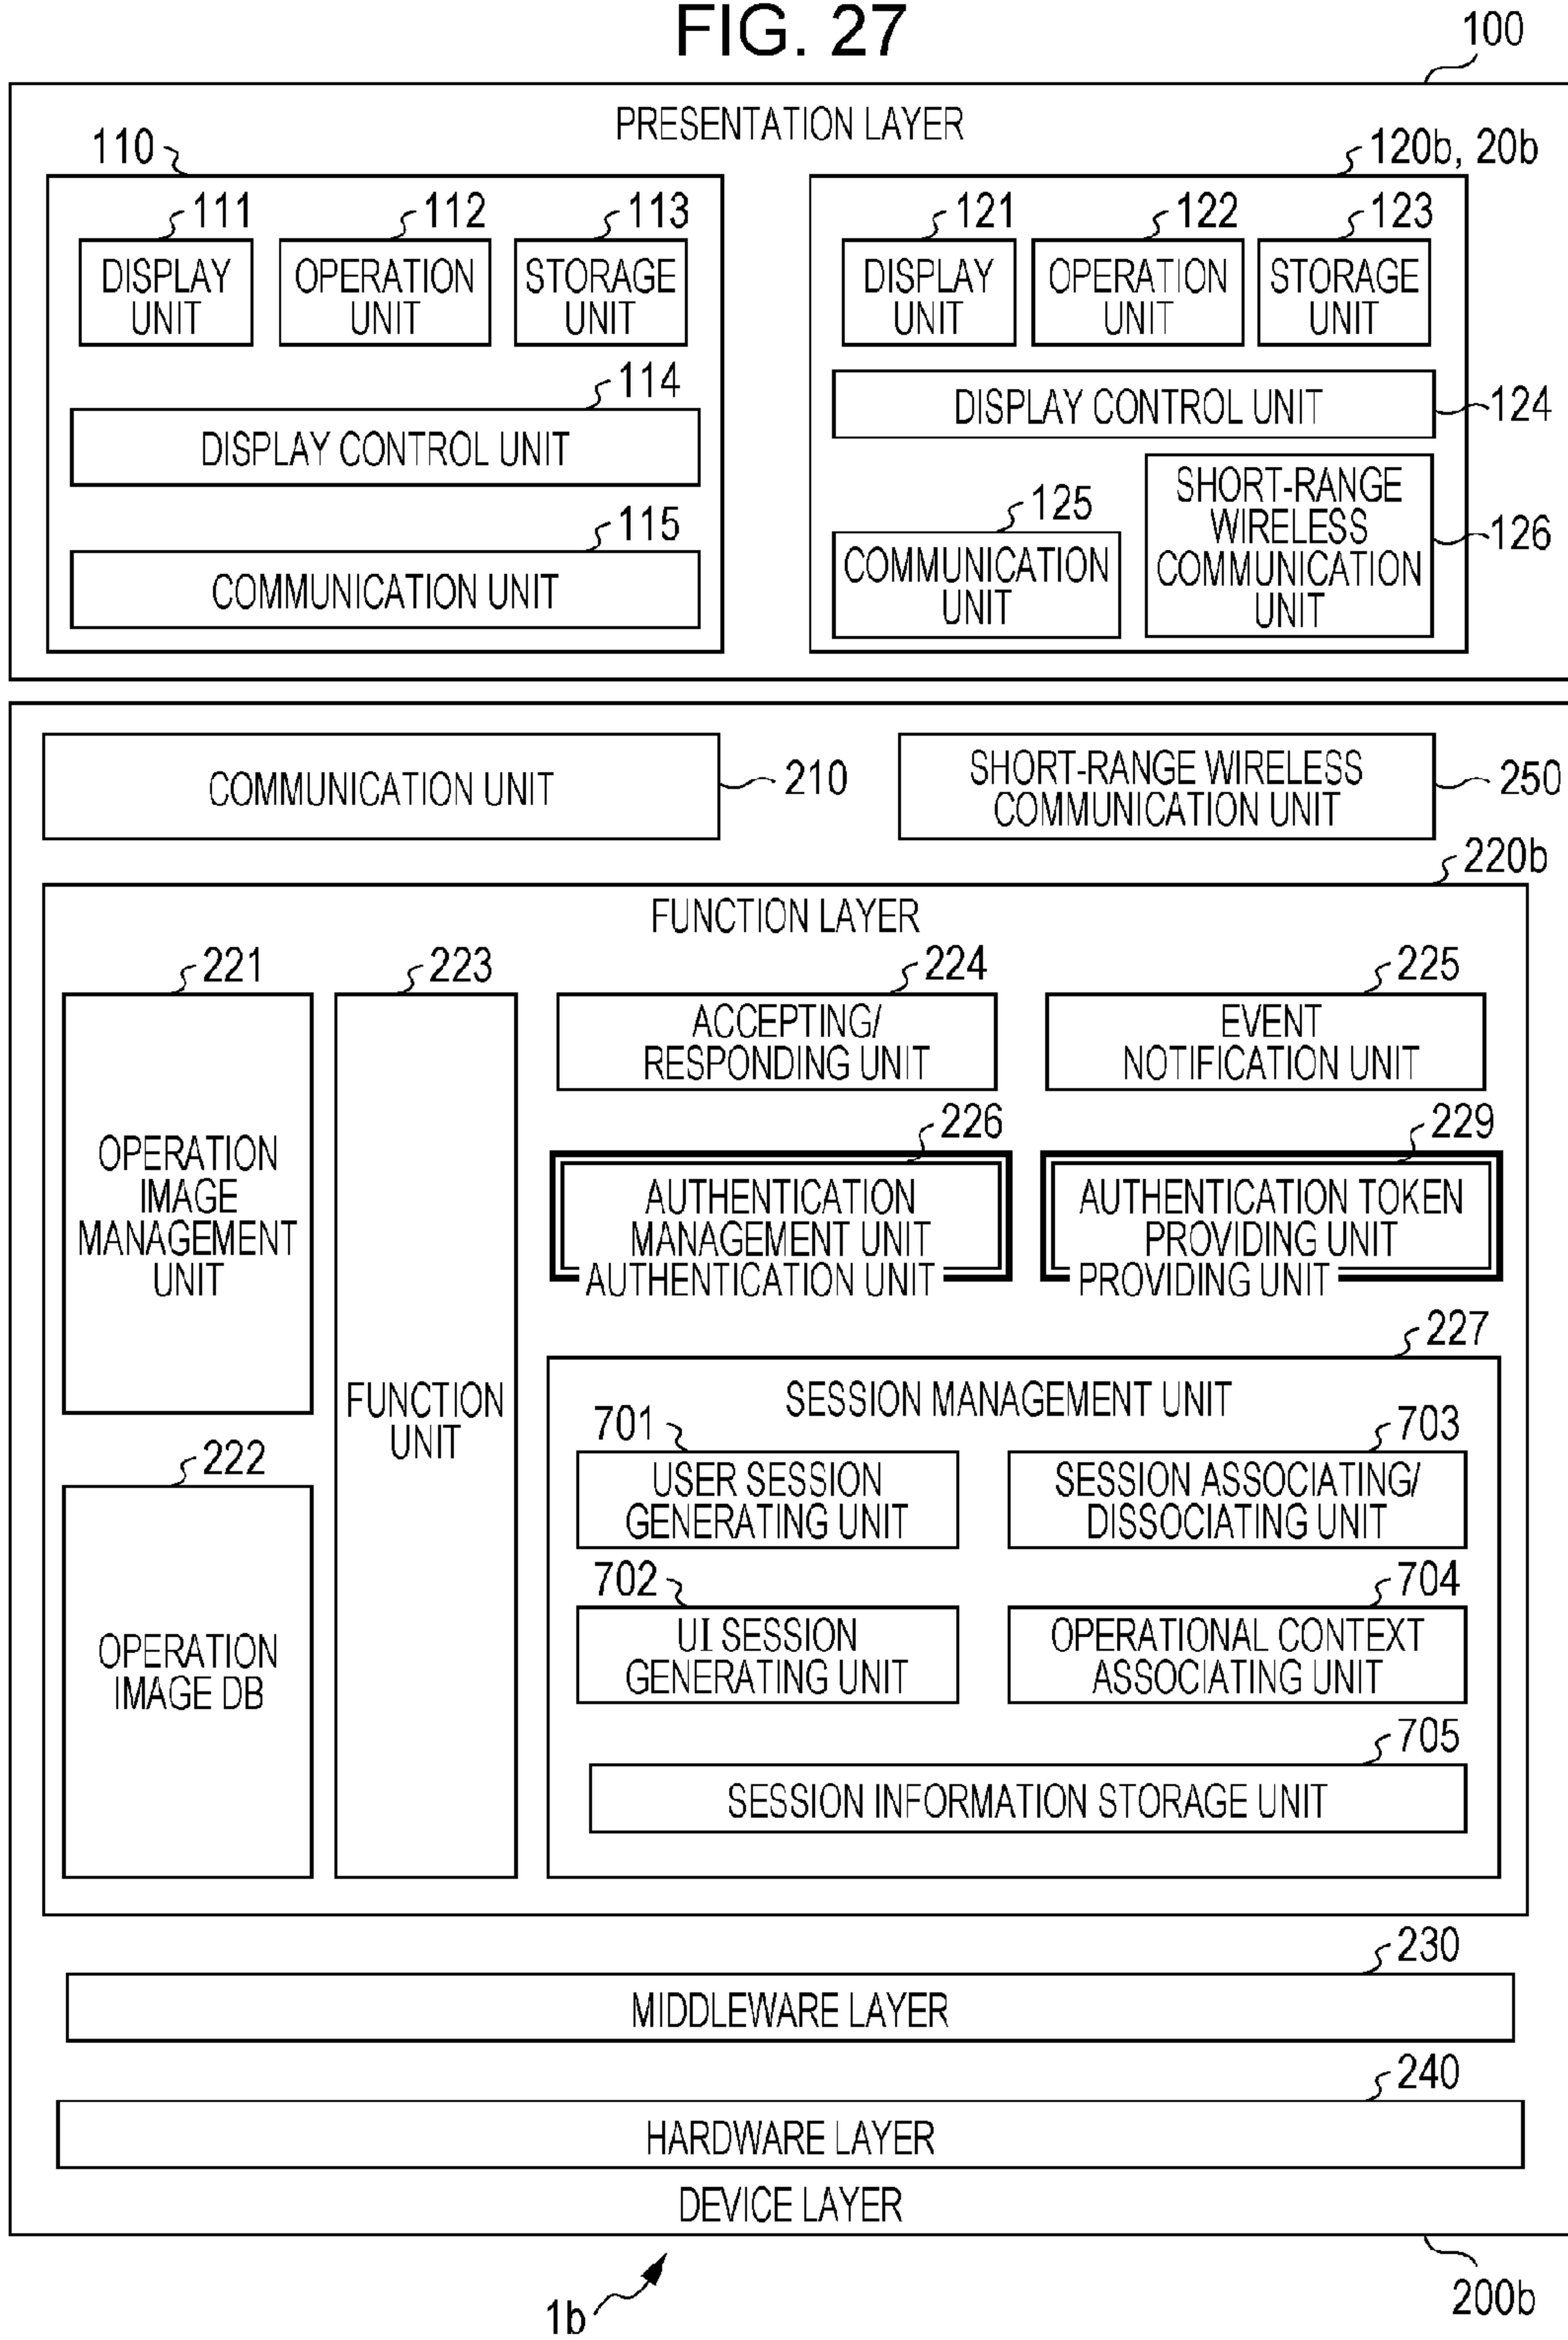 FIG. 27
100
PRESENTATION LAYER
110
120b, 20b
111
112
113
DISPLAY
UNIT
OPERATION
UNIT
STORAGE
UNIT
114
DISPLAY CONTROL UNIT
115
COMMUNICATION UNIT
121
122
123
DISPLAY
UNIT
OPERATION
UNIT
STORAGE
UNIT
DISPLAY CONTROL UNIT
124
125
COMMUNICATION
UNIT
SHORT-RANGE
WIRELESS
COMMUNICATION
UNIT
126
COMMUNICATION UNIT
210
SHORT-RANGE WIRELESS
COMMUNICATION UNIT
250
220b
FUNCTION LAYER
221
OPERATION
IMAGE
MANAGEMENT
UNIT
222
OPERATION
IMAGE DB
223
FUNCTION
UNIT
224
ACCEPTING/
RESPONDING UNIT
225
EVENT
NOTIFICATION UNIT
226
AUTHENTICATION
MANAGEMENT UNIT
AUTHENTICATION UNIT
229
AUTHENTICATION TOKEN
PROVIDING UNIT
PROVIDING UNIT
227
SESSION MANAGEMENT UNIT
701
USER SESSION
GENERATING UNIT
703
SESSION ASSOCIATING/
DISSOCIATING UNIT
702
UI SESSION
GENERATING UNIT
704
OPERATIONAL CONTEXT
ASSOCIATING UNIT
705
SESSION INFORMATION STORAGE UNIT
230
MIDDLEWARE LAYER
240
HARDWARE LAYER
DEVICE LAYER
1b
200b